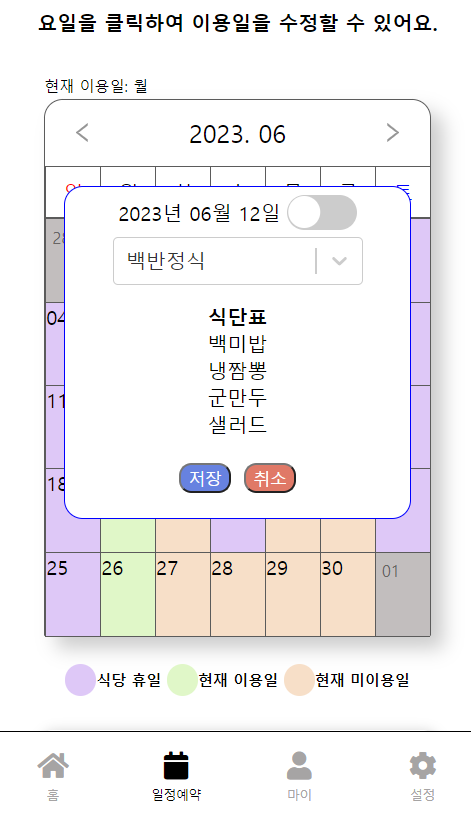 요일을 클릭하여 이용일을 수정할 수 있어요.
현재 이용일: 월
2023. 06
2023년 06월 12일
백반정식
식단표
백미밥
냉짬뽕
군만두
샐러드
저장 취소
04
11
18
25 26 27 28 29 30 01
식당 휴일 현재 이용일 현재 미이용일
홈 일정예약 마이 설정